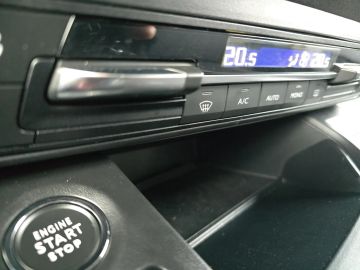 20.5 20.5
A/C AUTO MONO
ENGINE
START
STOP